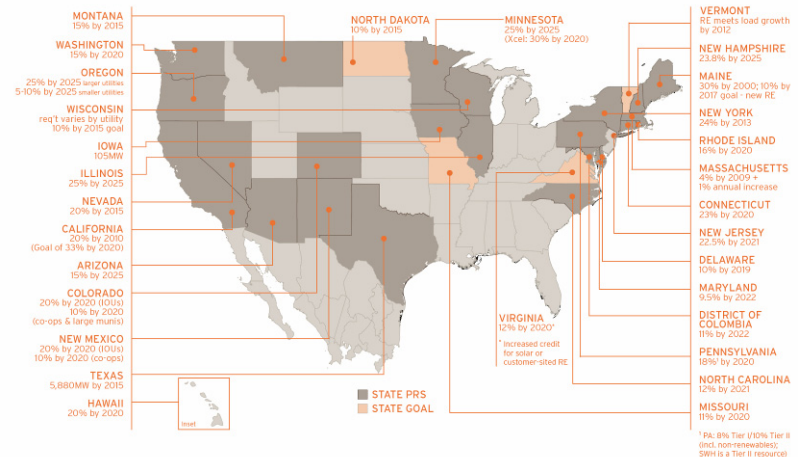 MONTANA
15% by 2015
WASHINGTON
15% by 2020
OREGON
25% by 2025 larger utilities
5-10% by 2025 smaller utilities
WISCONSIN
req't varies by utility
10% by 2015 goal
IOWA
105MW
ILLINOIS
25% by 2025
NEVADA
20% by 2015
CALIFORNIA
20% by 2010
(Goal of 33% by 2020)
ARIZONA
15% by 2025
COLORADO
20% by 2020 (IOUs)
10% by 2020
(co-ops & large munis)
NEW MEXICO
20% by 2020 (IOUs)
10% by 2020 (co-ops)
TEXAS
5,880MW by 2015
HAWAII
20% by 2020
Inset
NORTH DAKOTA
10% by 2015
MINNESOTA
25% by 2025
(Xcel: 30% by 2020)
VIRGINIA
12% by 2020*
* Increased credit
for solar or
customer-sited RE
STATE PRS
STATE GOAL
VERMONT
RE meets load growth
by 2012
NEW HAMPSHIRE
23.8% by 2025
MAINE
30% by 2000; 10% by
2017 goal - new RE
NEW YORK
24% by 2013
RHODE ISLAND
16% by 2020
MASSACHUSETTS
4% by 2009 +
1% annual increase
CONNECTICUT
23% by 2020
NEW JERSEY
22.5% by 2021
DELAWARE
10% by 2019
MARYLAND
9.5% by 2022
DISTRICT OF
COLOMBIA
11% by 2022
PENNSYLVANIA
18%¹ by 2020
NORTH CAROLINA
12% by 2021
MISSOURI
11% by 2020
¹ PA: 8% Tier I/10% Tier II
(incl. non-renewables);
SWH is a Tier II resource)